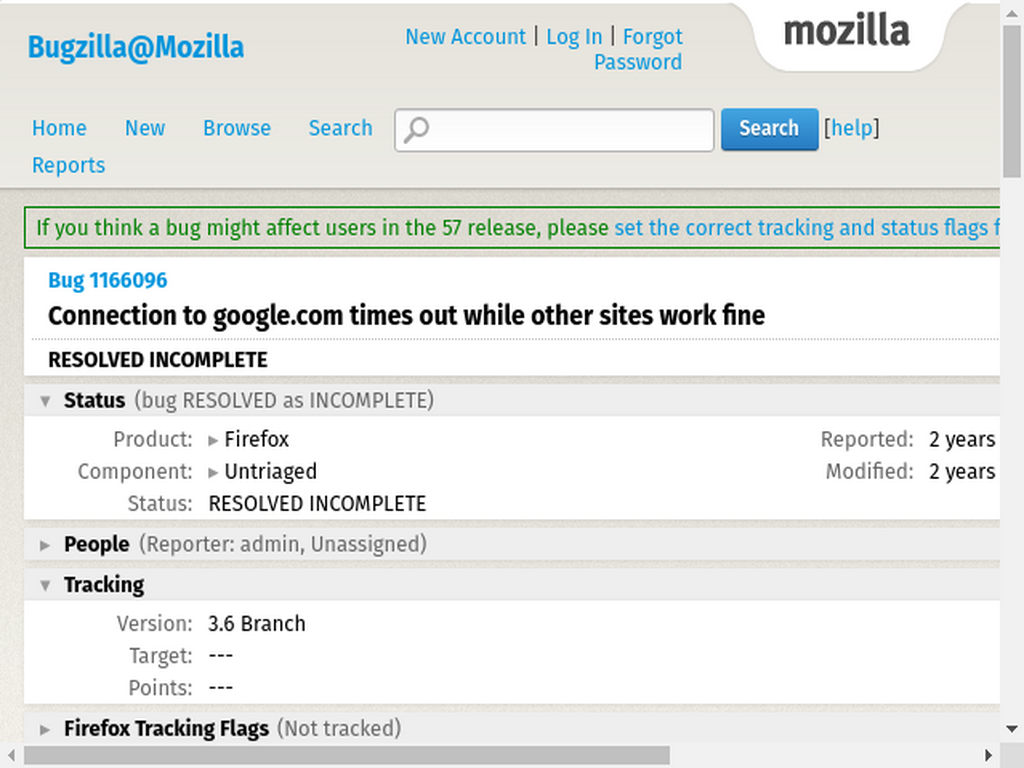 Bugzilla@Mozilla
New Account | Log In | Forgot
Password
mozilla
Home New Browse Search Search [help]
Reports
If you think a bug might affect users in the 57 release, please set the correct tracking and status flags f
Bug 1166096
Connection to google.com times out while other sites work fine
RESOLVED INCOMPLETE
Status (bug RESOLVED as INCOMPLETE)
Product: Firefox Reported: 2 years
Component: Untriaged Modified: 2 years
Status: RESOLVED INCOMPLETE
People (Reporter: admin, Unassigned)
Tracking
Version: 3.6 Branch
Target: ---
Points: ---
Firefox Tracking Flags (Not tracked)